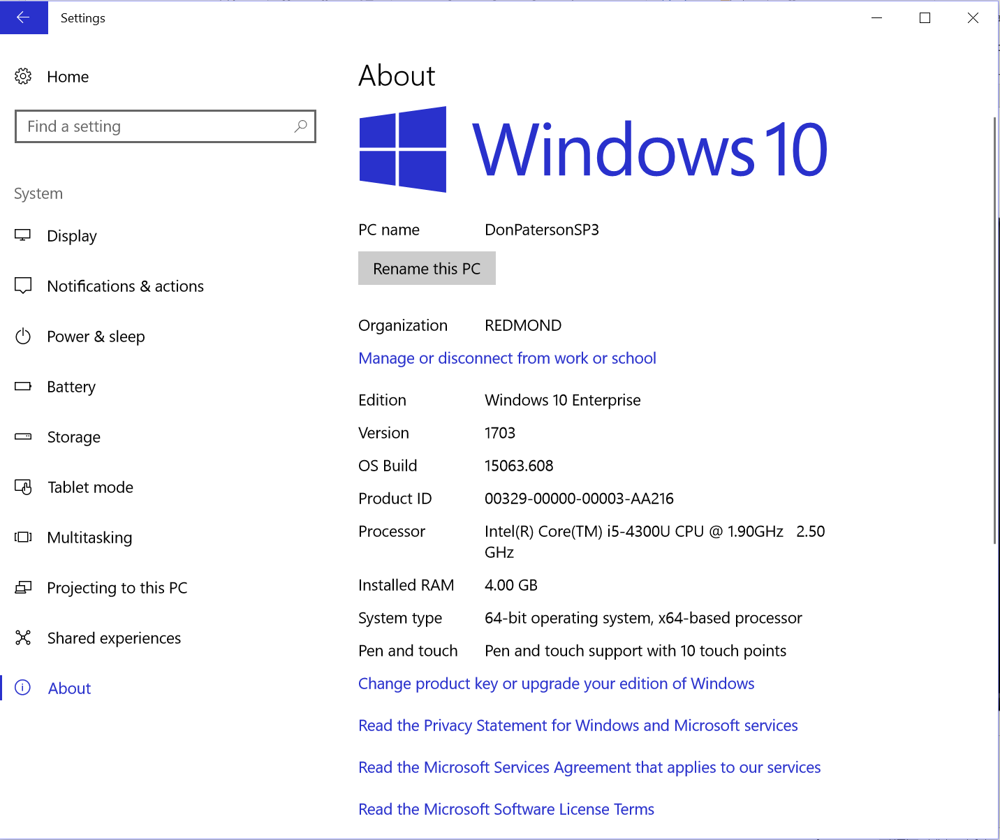 Settings
Home
Find a setting
System
Display
Notifications & actions
Power & sleep
Battery
Storage
Tablet mode
Multitasking
Projecting to this PC
Shared experiences
About
About
Windows 10
PC name DonPatersonSP3
Rename this PC
Organization REDMOND
Manage or disconnect from work or school
Edition Windows 10 Enterprise
Version 1703
OS Build 15063.608
Product ID 00329-00000-00003-AA216
Processor Intel(R) Core(TM) i5-4300U CPU @ 1.90GHz 2.50
GHz
Installed RAM 4.00 GB
System type 64-bit operating system, x64-based processor
Pen and touch Pen and touch support with 10 touch points
Change product key or upgrade your edition of Windows
Read the Privacy Statement for Windows and Microsoft services
Read the Microsoft Services Agreement that applies to our services
Read the Microsoft Software License Terms